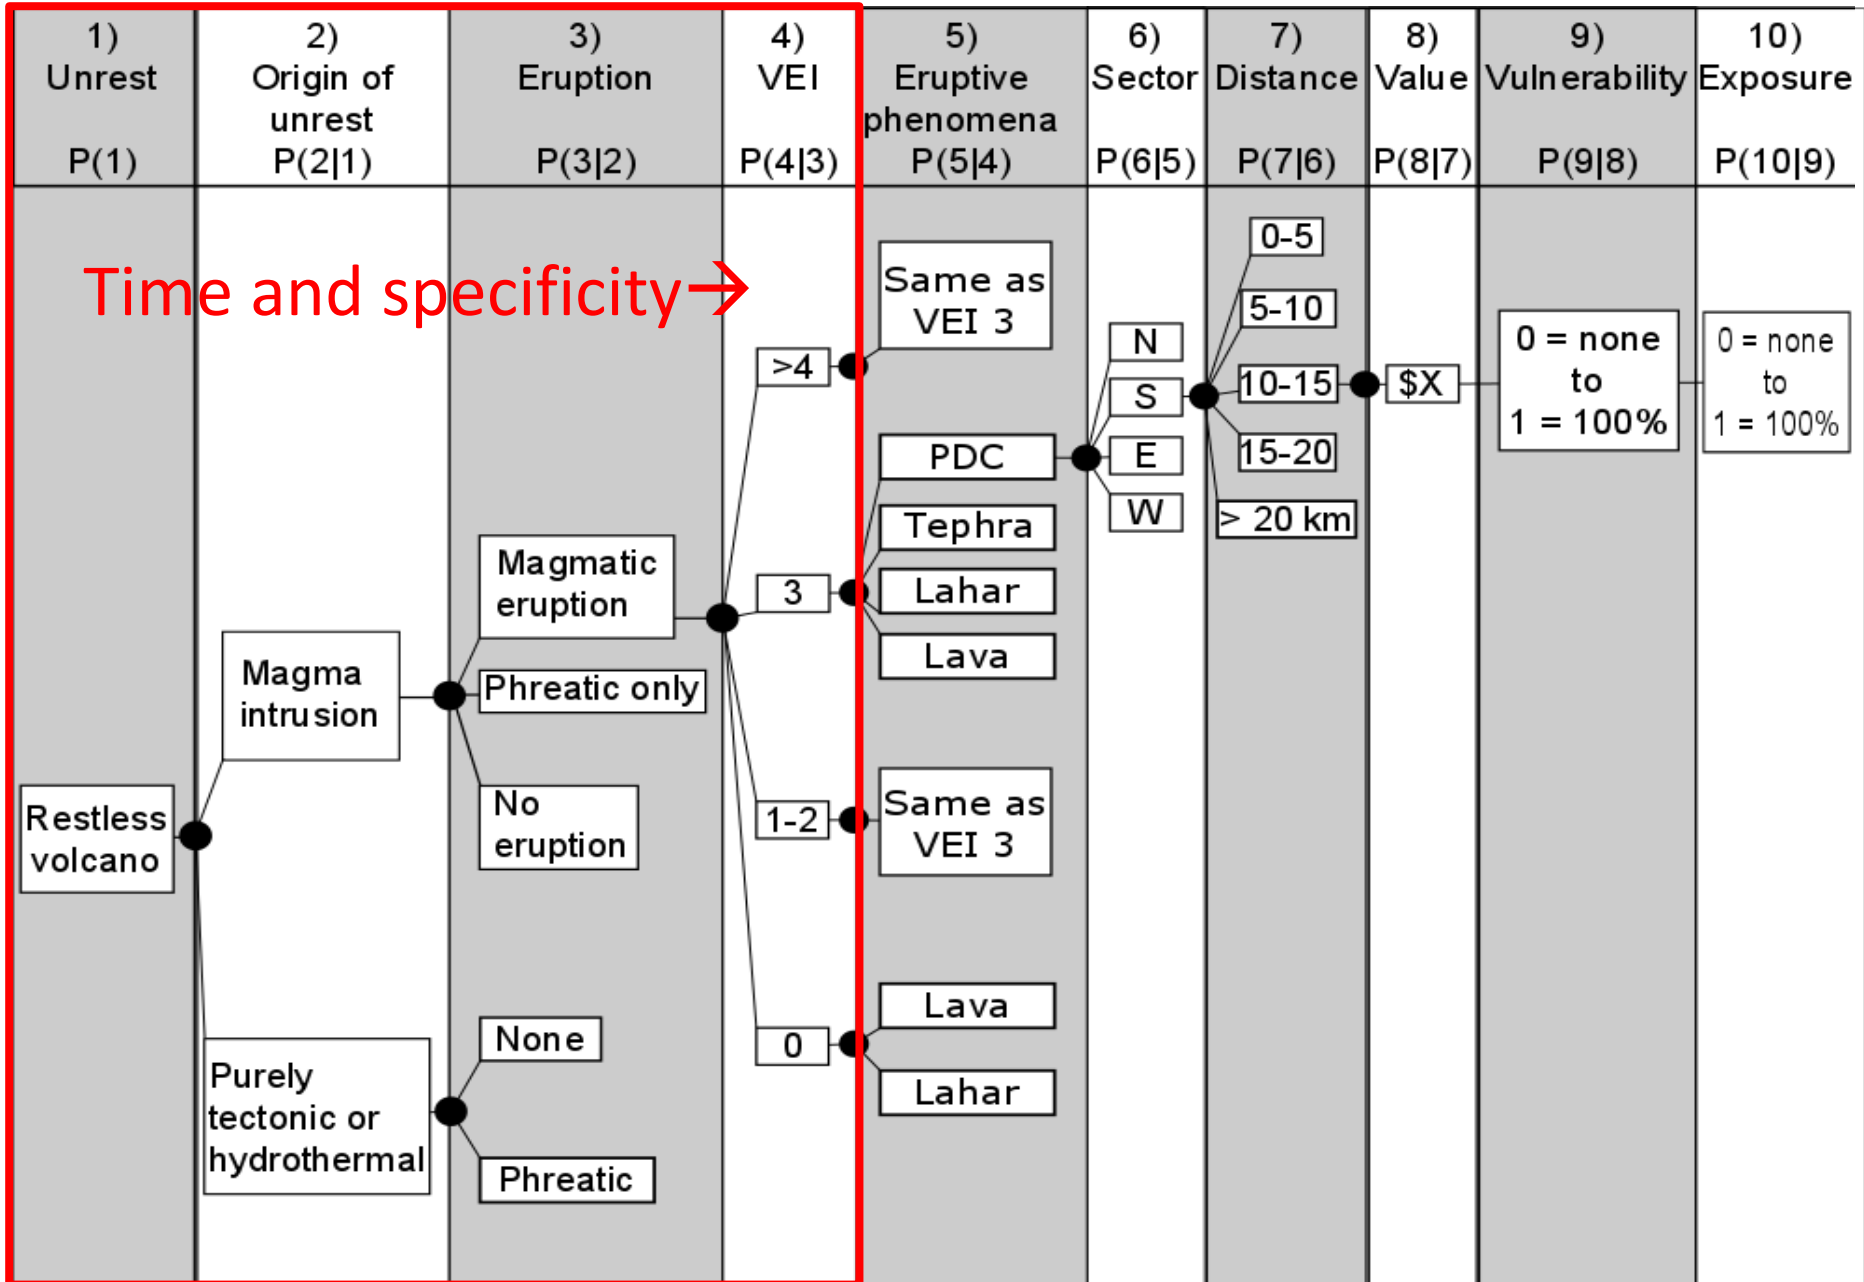 1)
Unrest
P(1)
2)
Origin of
unrest
P(2|1)
3)
Eruption
P(3|2)
4)
VEI
P(4|3)
5)
Eruptive
phenomena
P(5|4)
6)
Sector
P(6|5)
7)
Distance
P(7|6)
8)
Value
P(8|7)
9)
Vulnerability
P(9|8)
10)
Exposure
P(10|9)
Time and specificity→
Restless
volcano
Magma
intrusion
Purely
tectonic or
hydrothermal
Magmatic
eruption
Phreatic only
No
eruption
None
Phreatic
>4
3
1-2
0
Same as
VEI 3
PDC
Tephra
Lahar
Lava
Same as
VEI 3
Lava
Lahar
N
S
E
W
0-5
5-10
10-15
15-20
> 20 km
$X
0 = none
to
1 = 100%
0 = none
to
1 = 100%